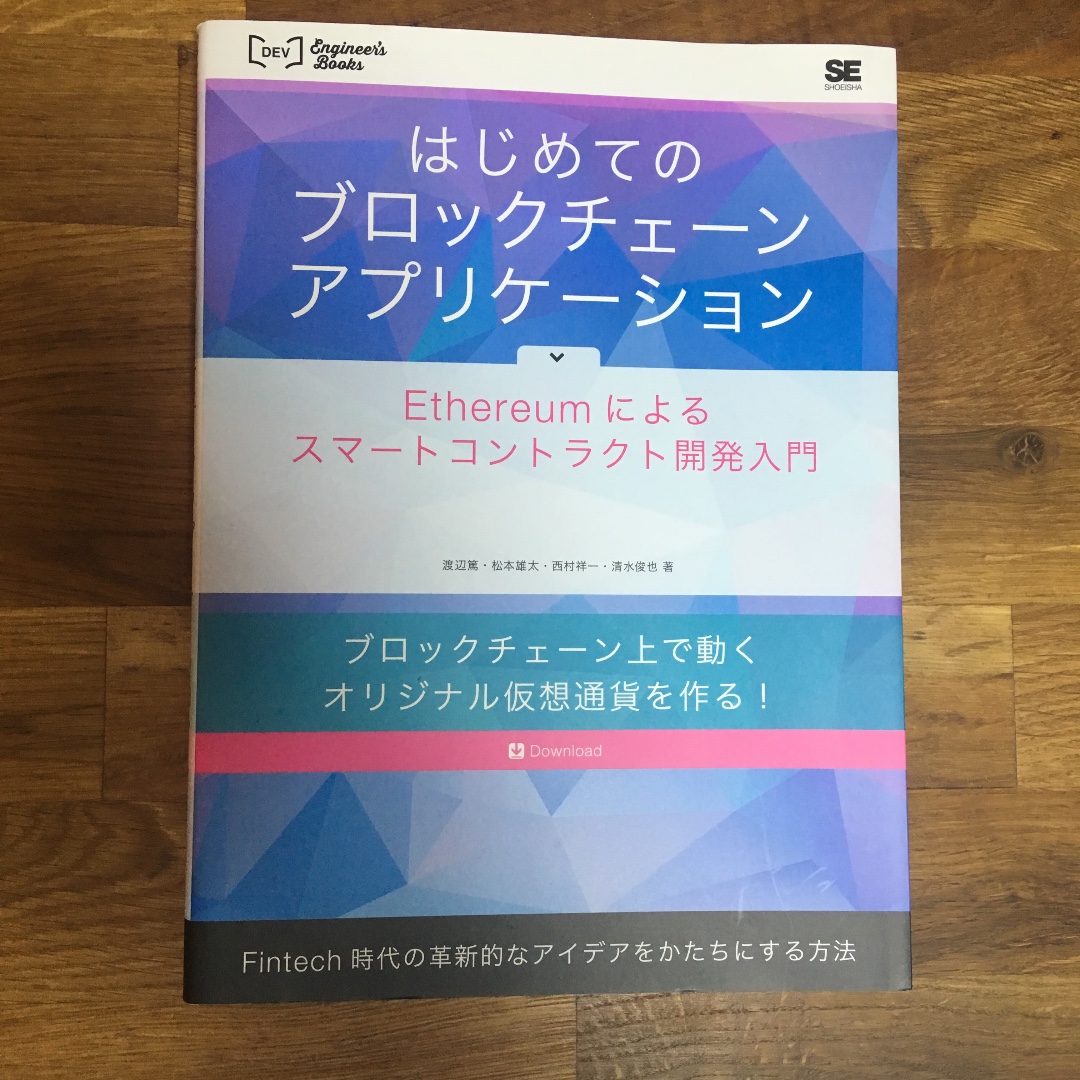 DEV
Engineer's
Books
SE
SHOEISHA
はじめての
ブロックチェーン
アプリケーション
Ethereumによる
スマートコントラクト開発入門
渡辺篤・松本雄太・西村祥一・清水俊也 著
ブロックチェーン上で動く
オリジナル仮想通貨を作る！
Download
Fintech時代の革新的なアイデアをかたちにする方法